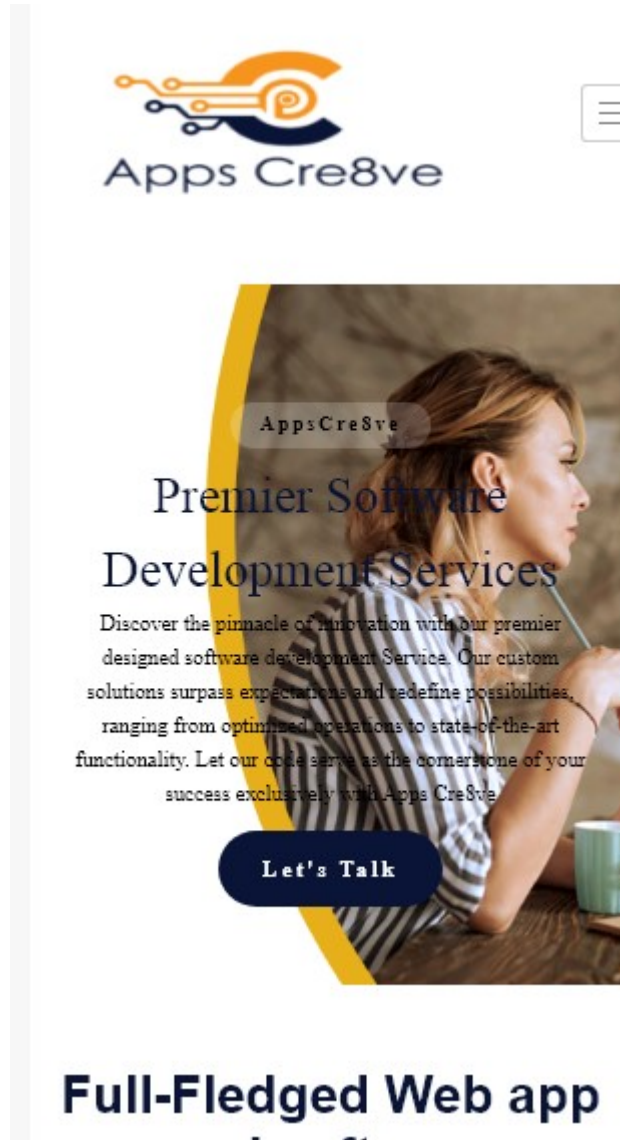 Apps Cre8ve
AppsCre8ve
Premier Software
Development Services
Discover the pinnacle of innovation with our premier
designed software development Service. Our custom
solutions surpass expectations and redefine possibilities,
ranging from optimized operations to state-of-the-art
functionality. Let our code serve as the cornerstone of your
success exclusively with Apps Cre8ve
Let's Talk
Full-Fledged Web app